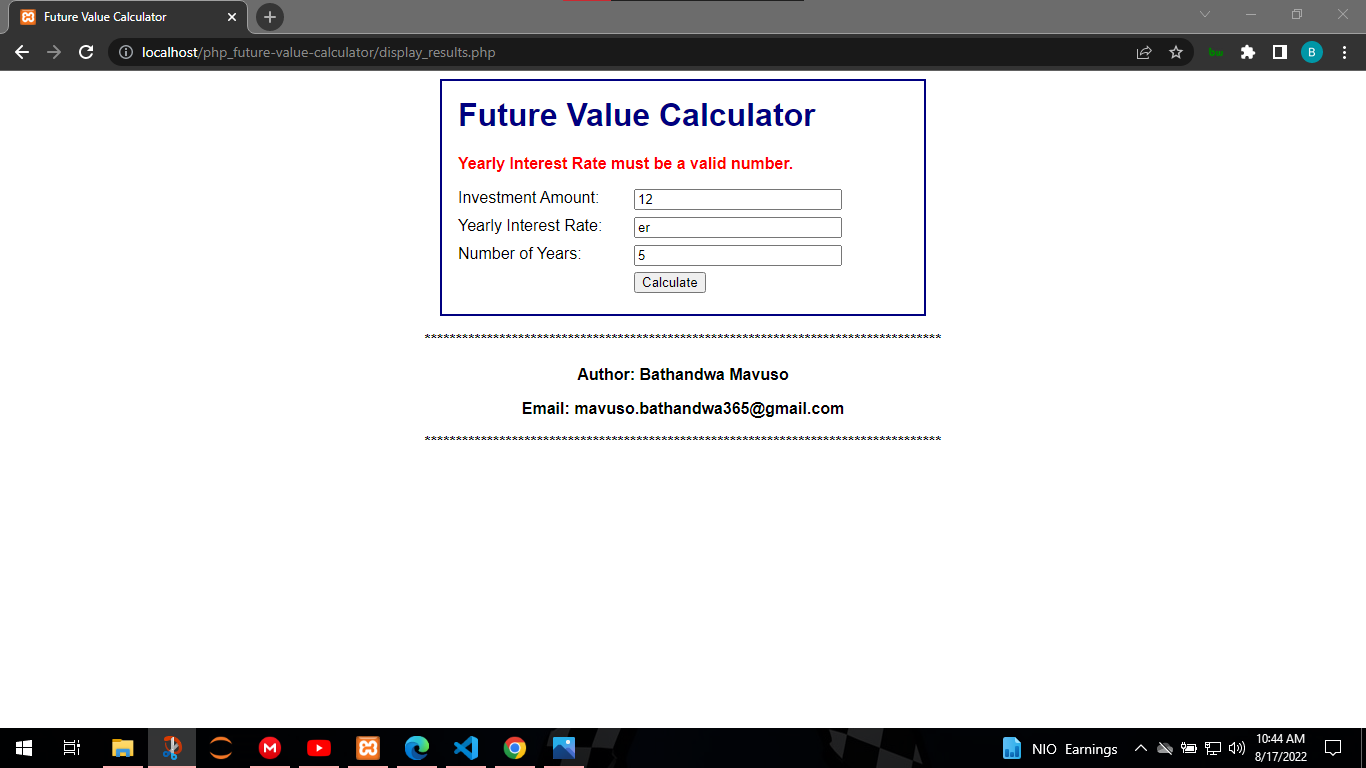 Future Value Calculator
localhost/php_future-value-calculator/display_results.php
bw
B
Future Value Calculator
Yearly Interest Rate must be a valid number.
Investment Amount: 12
Yearly Interest Rate: er
Number of Years: 5
Calculate
***********************************************************************************
Author: Bathandwa Mavuso
Email: mavuso.bathandwa365@gmail.com
***********************************************************************************
NIO Earnings
10:44 AM
8/17/2022